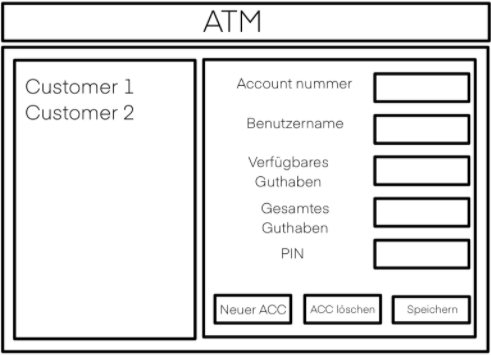 ATM
Customer 1
Customer 2
Account nummer
Benutzername
Verfügbares
Guthaben
Gesamtes
Guthaben
PIN
Neuer ACC
ACC löschen
Speichern